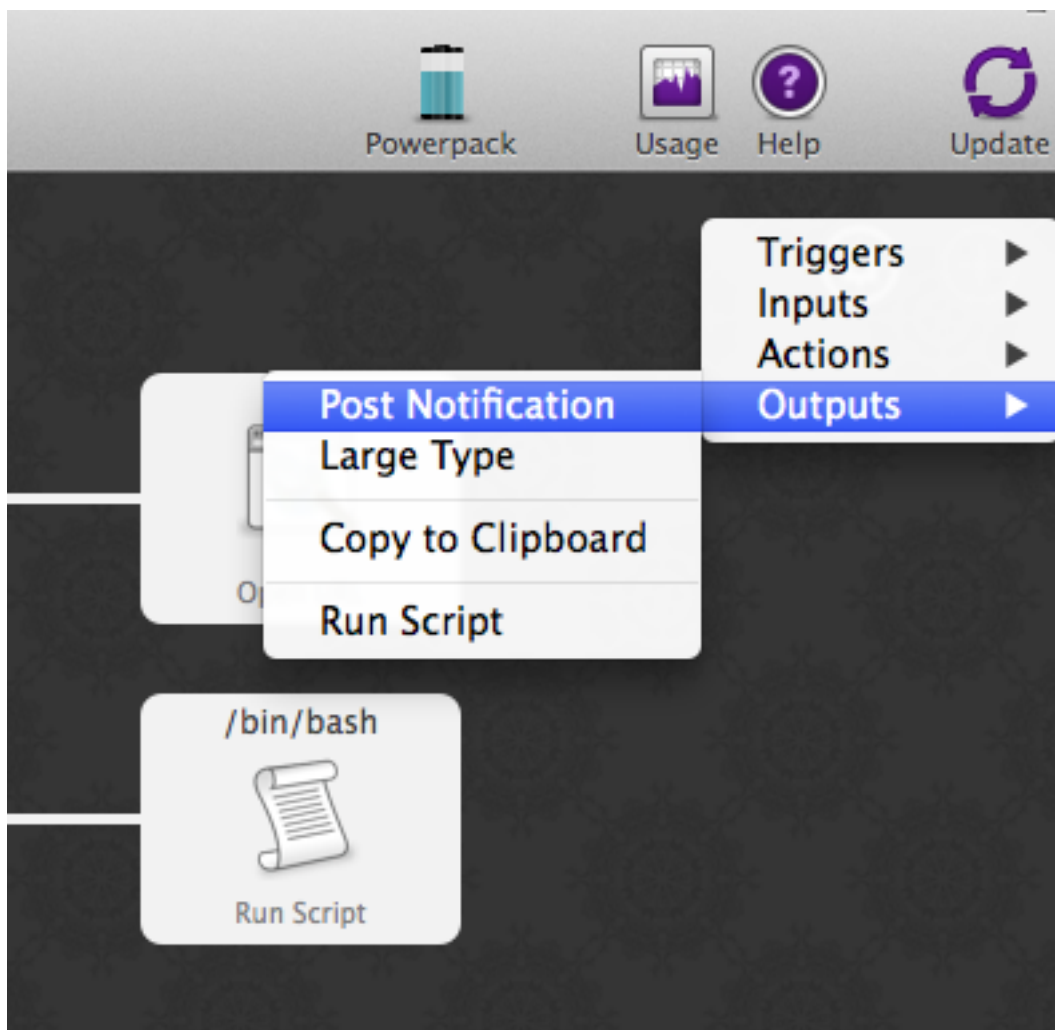 Powerpack
Usage
Help
Update
Triggers
Inputs
Actions
Outputs
Post Notification
Large Type
Copy to Clipboard
Run Script
/bin/bash
Run Script